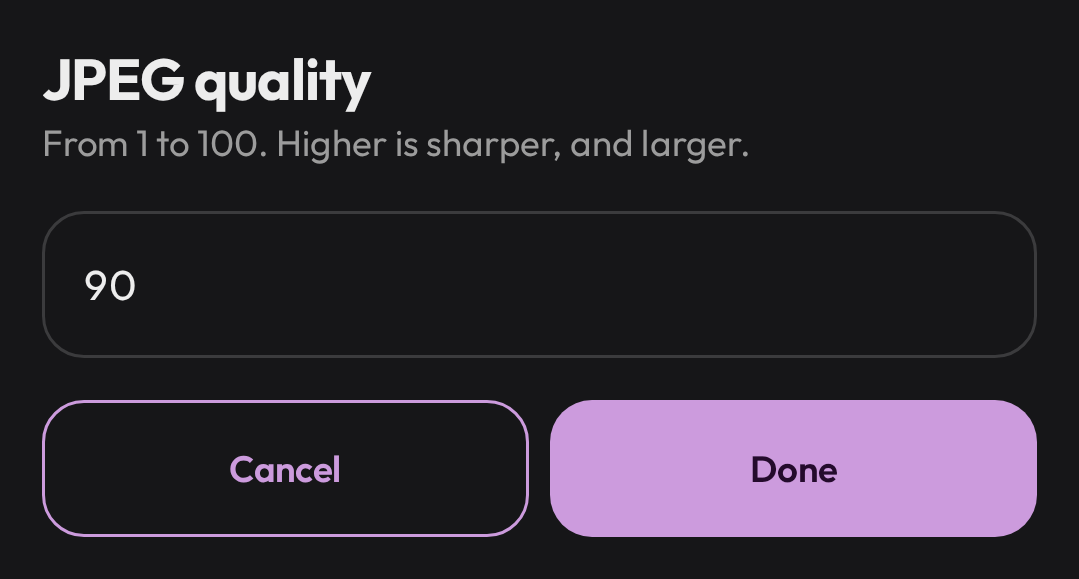 JPEG quality
From 1 to 100. Higher is sharper, and larger.
90
Cancel
Done